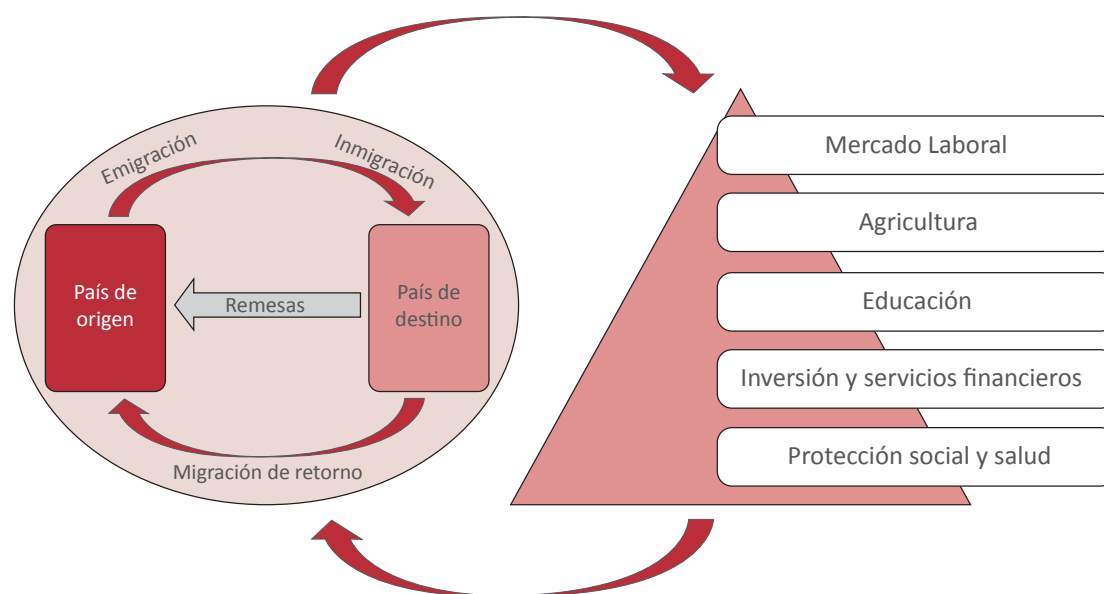 Emigración
Inmigración
País de
origen
Remesas
País de
destino
Migración de retorno
Mercado Laboral
Agricultura
Educación
Inversión y servicios financieros
Protección social y salud